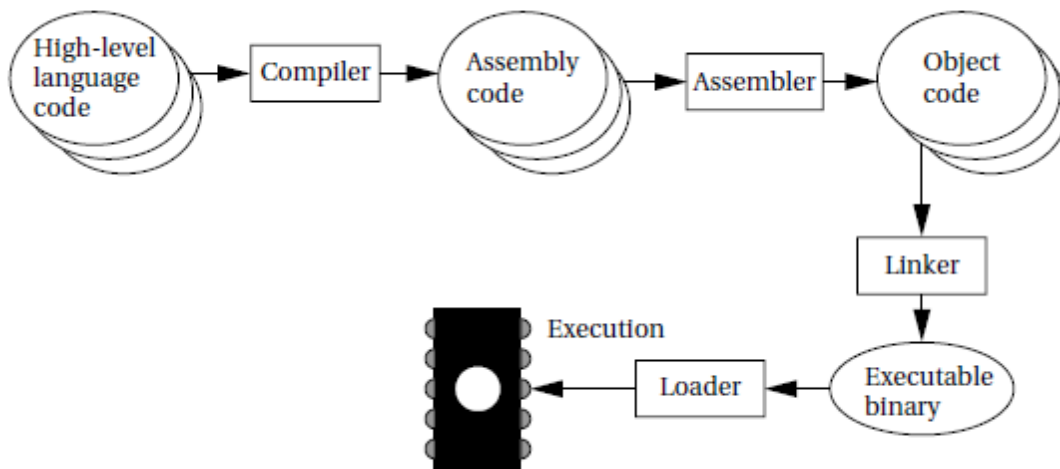 High-level
language
code
Compiler
Assembly
code
Assembler
Object
code
Linker
Execution
Loader
Executable
binary